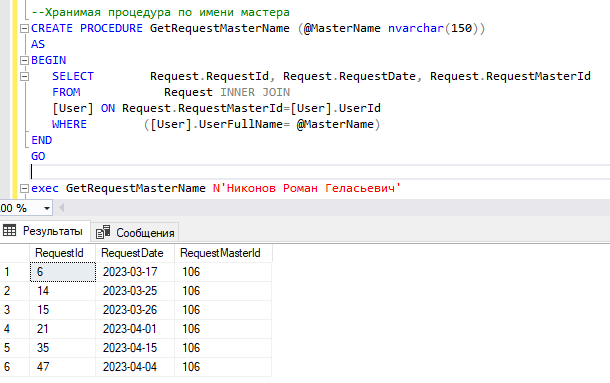 --Хранимая процедура по имени мастера
CREATE PROCEDURE GetRequestMasterName (@MasterName nvarchar(150))
AS
BEGIN
SELECT Request.RequestId, Request.RequestDate, Request.RequestMasterId
FROM Request INNER JOIN
[User] ON Request.RequestMasterId=[User].UserId
WHERE ([User].UserFullName= @MasterName)
END
GO
exec GetRequestMasterName N'Никонов Роман Геласьевич'
00 %
Результаты Сообщения
RequestId RequestDate RequestMasterId
1 6 2023-03-17 106
2 14 2023-03-25 106
3 15 2023-03-26 106
4 21 2023-04-01 106
5 35 2023-04-15 106
6 47 2023-04-04 106